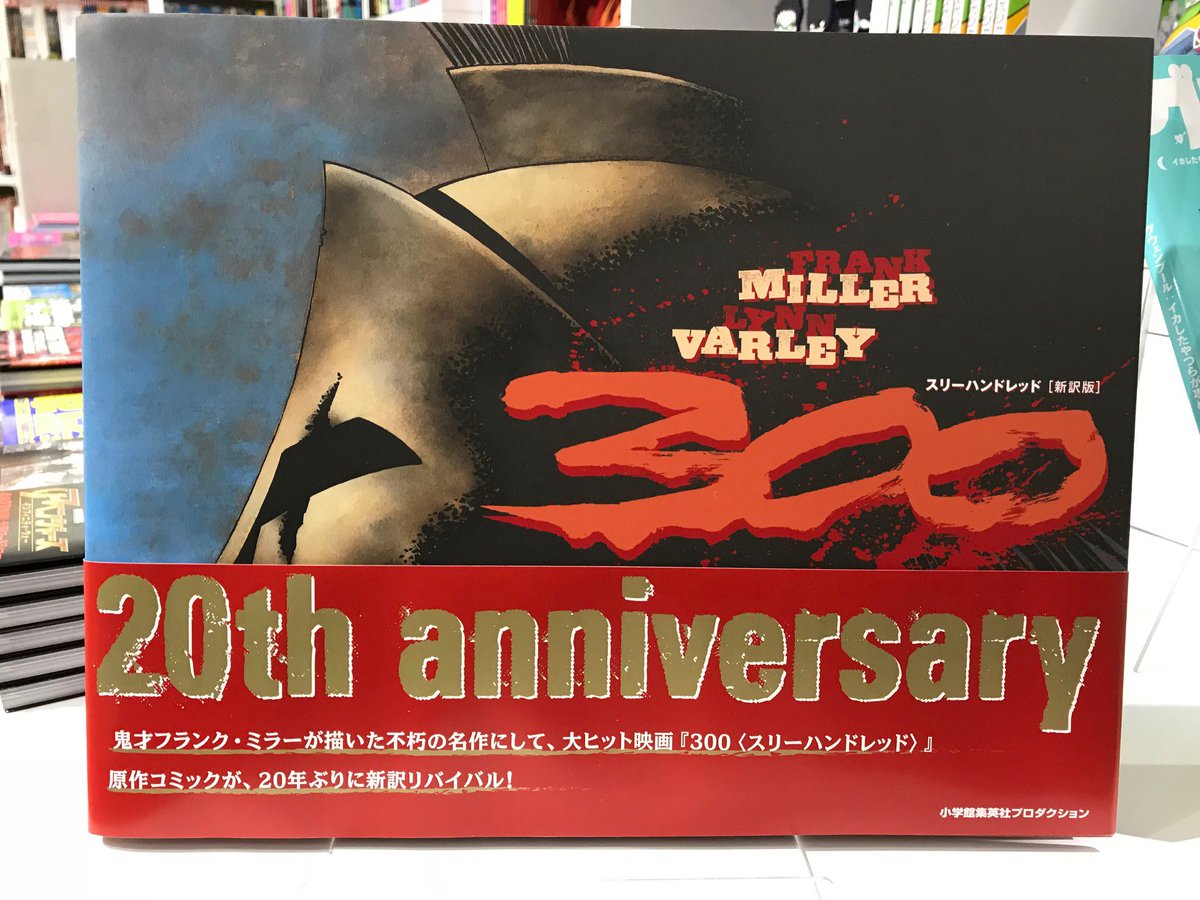 FRANK
MILLER
LYNN
VARLEY
スリーハンドレッド [新訳版]
300
20th anniversary
鬼才フランク・ミラーが描いた不朽の名作にして、大ヒット映画『300〈スリーハンドレッド〉』
原作コミックが、20年ぶりに新訳リバイバル!
小学館集英社プロダクション